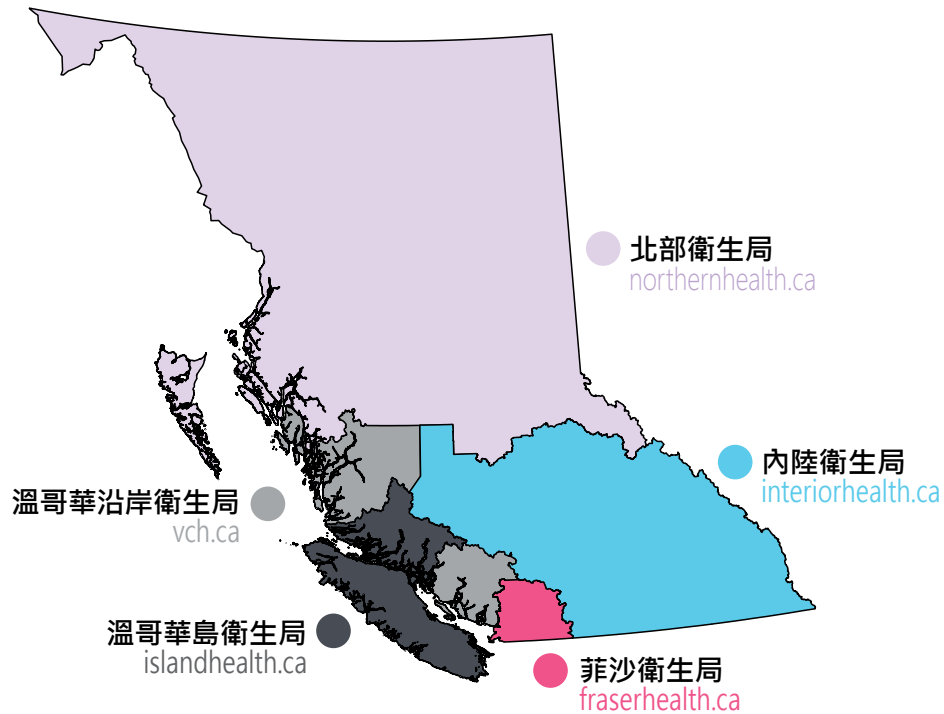 北部衛生局
northernhealth.ca
內陸衛生局
interiorhealth.ca
溫哥華沿岸衛生局
vch.ca
溫哥華島衛生局
islandhealth.ca
菲沙衛生局
fraserhealth.ca